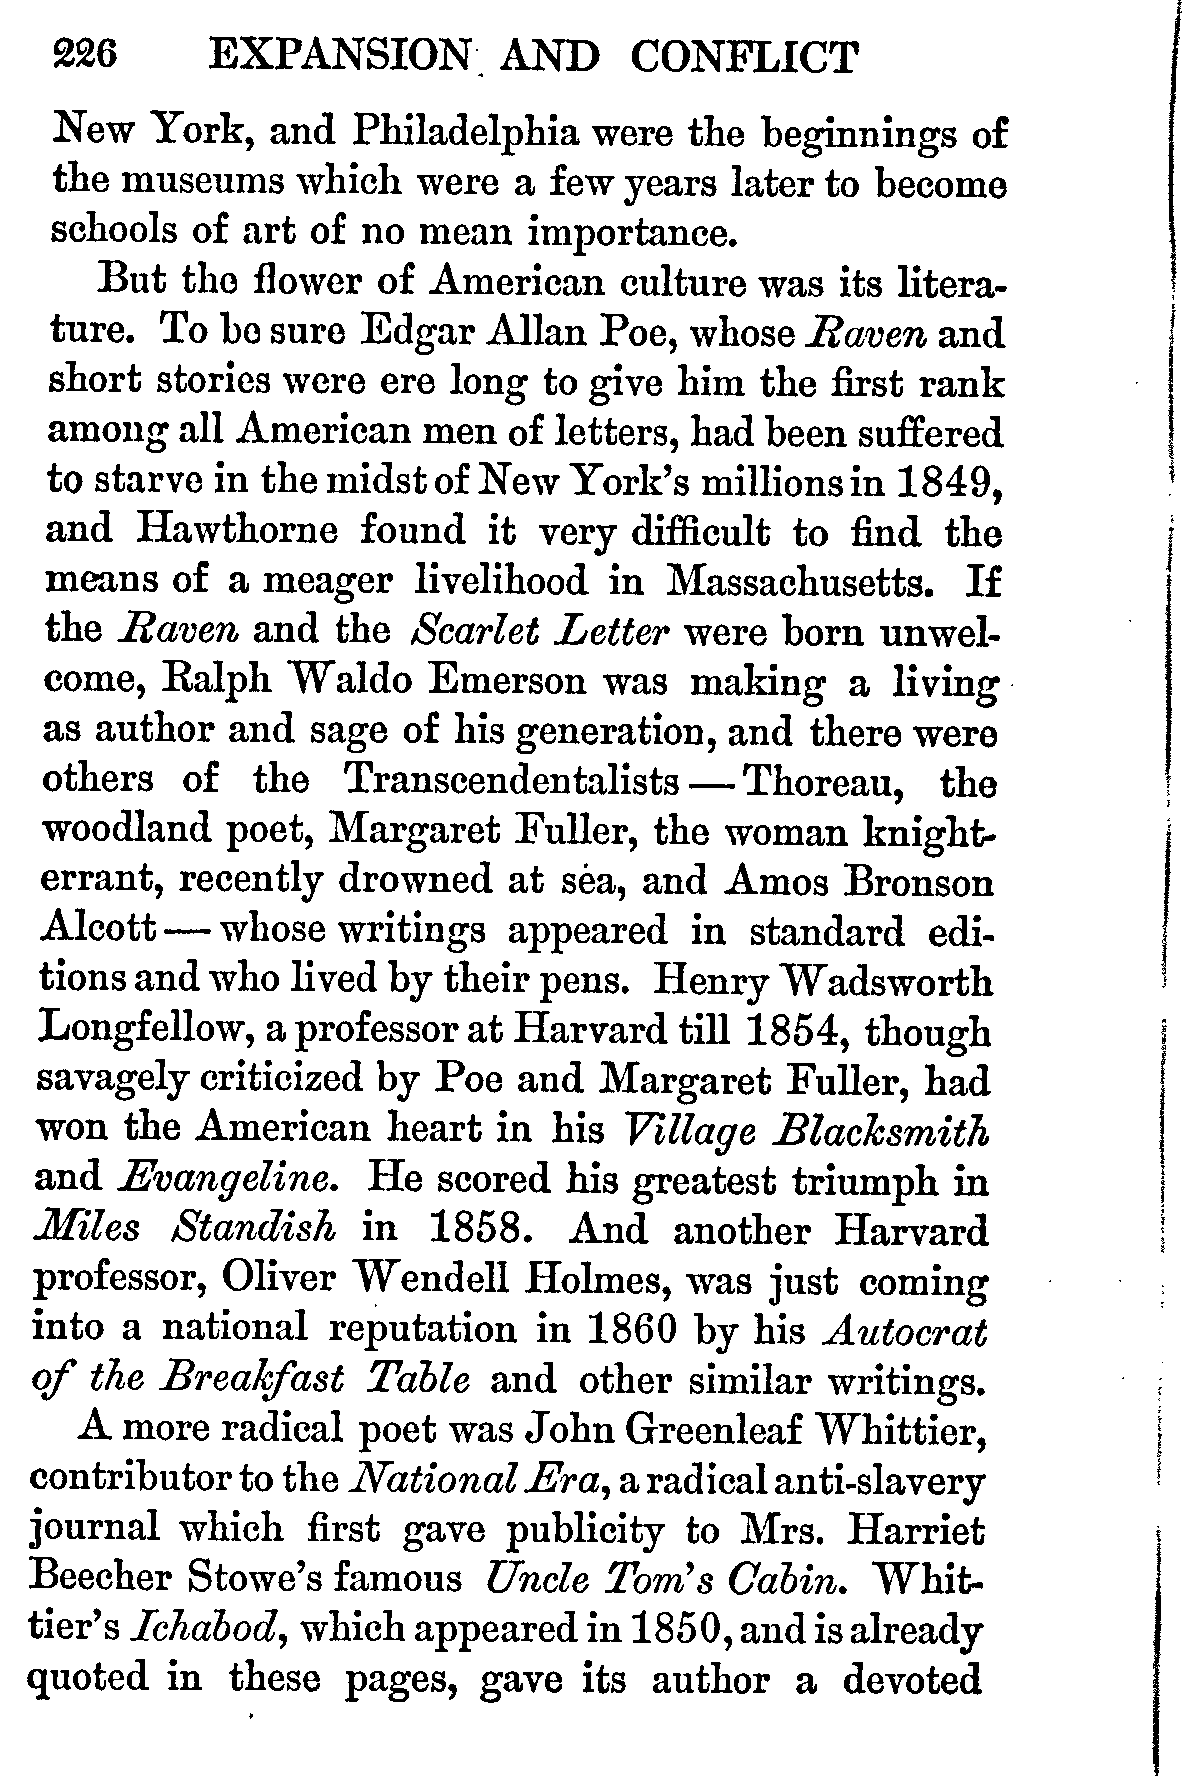 226 EXPANSION AND CONFLICT
New York, and Philadelphia were the beginnings of
the museums which were a few years later to become
schools of art of no mean importance.
But the flower of American culture was its litera-
ture. To be sure Edgar Allan Poe, whose Raven and
short stories were ere long to give him the first rank
among all American men of letters, had been suffered
to starve in the midst of New York's millions in 1849,
and Hawthorne found it very difficult to find the
means of a meager livelihood in Massachusetts. If
the Raven and the Scarlet Letter were born unwel-
come, Ralph Waldo Emerson was making a living
as author and sage of his generation, and there were
others of the Transcendentalists — Thoreau, the
woodland poet, Margaret Fuller, the woman knight-
errant, recently drowned at sea, and Amos Bronson
Alcott — whose writings appeared in standard edi-
tions and who lived by their pens. Henry Wadsworth
Longfellow, a professor at Harvard till 1854, though
savagely criticized by Poe and Margaret Fuller, had
won the American heart in his Village Blacksmith
and Evangeline. He scored his greatest triumph in
Miles Standish in 1858. And another Harvard
professor, Oliver Wendell Holmes, was just coming
into a national reputation in 1860 by his Autocrat
of the Breakfast Table and other similar writings.
A more radical poet was John Greenleaf Whittier,
contributor to the National Era, a radical anti-slavery
journal which first gave publicity to Mrs. Harriet
Beecher Stowe's famous Uncle Tom's Cabin. Whit-
tier's Ichabod, which appeared in 1850, and is already
quoted in these pages, gave its author a devoted